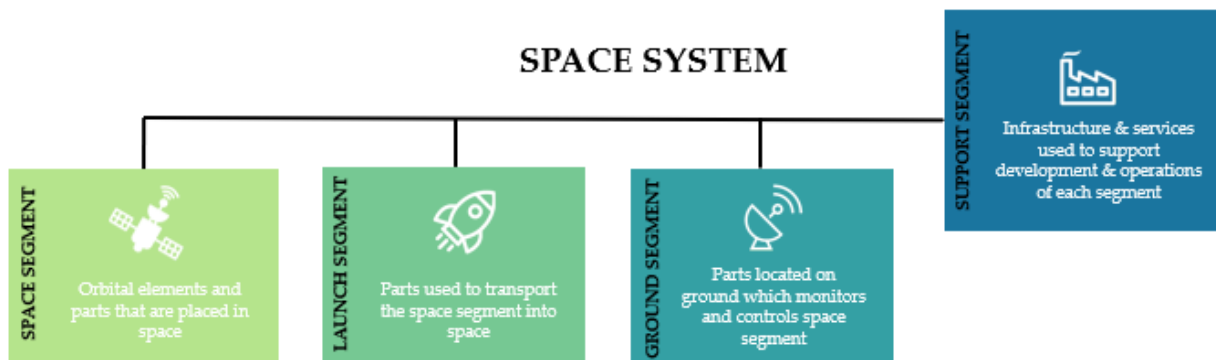 SPACE SYSTEM
SUPPORT SEGMENT
Infrastructure & services
used to support
development & operations
of each segment
SPACE SEGMENT
Orbital elements and
parts that are placed in
space
LAUNCH SEGMENT
Parts used to transport
the space segment into
space
GROUND SEGMENT
Parts located on
ground which monitors
and controls space
segment